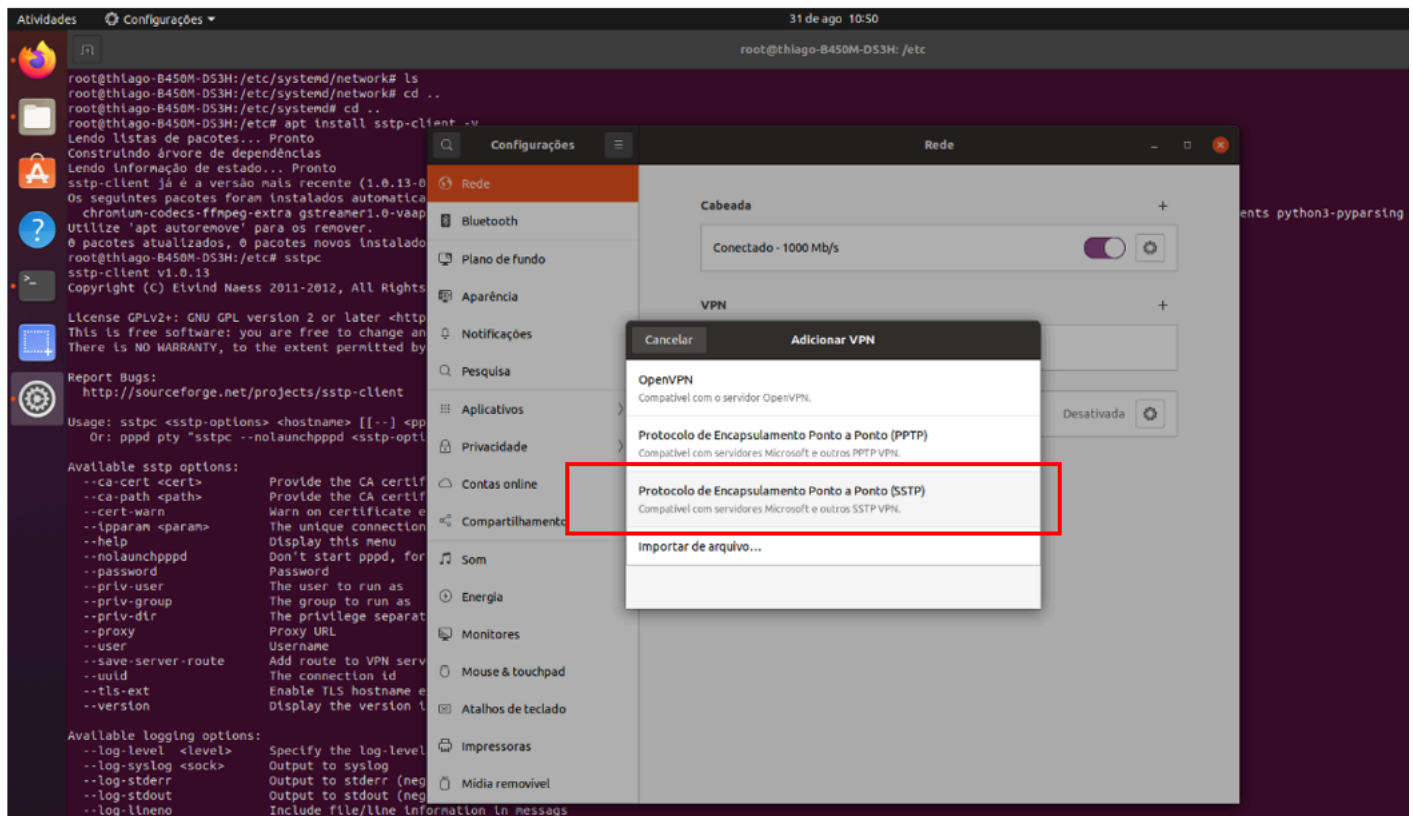 Atividades
Configurações
31 de ago 10:50
root@thiago-B450M-DS3H: /etc
root@thiago-B450M-DS3H:/etc/systemd/network# ls
root@thiago-B450M-DS3H:/etc/systemd/network# cd ..
root@thiago-B450M-DS3H:/etc/systemd# cd ..
root@thiago-B450M-DS3H:/etc# apt install sstp-client -v
Lendo listas de pacotes... Pronto
Construindo árvore de dependências
Lendo informação de estado... Pronto
sstp-client já é a versão mais recente (1.0.13-0
Os seguintes pacotes foram instalados automatica
chromium-codecs-ffmpeg-extra gstreamer1.0-vaap
ents python3-pyparsing
Utilize 'apt autoremove' para os remover.
0 pacotes atualizados, 0 pacotes novos instalado
root@thiago-B450M-DS3H:/etc# sstpc
sstp-client v1.0.13
Copyright (C) Eivind Naess 2011-2012, All Rights
License GPLv2+: GNU GPL version 2 or later <http
This is free software: you are free to change an
There is NO WARRANTY, to the extent permitted by
Report Bugs:
http://sourceforge.net/projects/sstp-client
Usage: sstpc <sstp-options> <hostname> [[--] <pp
Or: pppd pty "sstpc --nolaunchpppd <sstp-opti
Available sstp options:
--ca-cert <cert> Provide the CA certif
--ca-path <path> Provide the CA certif
--cert-warn Warn on certificate e
--ipparam <param> The unique connection
--help Display this menu
--nolaunchpppd Don't start pppd, for
--password Password
--priv-user The user to run as
--priv-group The group to run as
--priv-dir The privilege separat
--proxy Proxy URL
--user Username
--save-server-route Add route to VPN serv
--uuid The connection id
--tls-ext Enable TLS hostname e
--version Display the version i
Available logging options:
--log-level <level> Specify the log-level
--log-syslog <sock> Output to syslog
--log-stderr Output to stderr (neg
--log-stdout Output to stdout (neg
--log-lineno Include file/line information in messags
Configurações
Rede
Rede
Bluetooth
Plano de fundo
Aparência
Notificações
Pesquisa
Aplicativos
Privacidade
Contas online
Compartilhamento
Som
Energia
Monitores
Mouse & touchpad
Atalhos de teclado
Impressoras
Mídia removível
Cabeada
Conectado - 1000 Mb/s
VPN
Desativada
Cancelar
Adicionar VPN
OpenVPN
Compatível com o servidor OpenVPN.
Protocolo de Encapsulamento Ponto a Ponto (PPTP)
Compatível com servidores Microsoft e outros PPTP VPN.
Protocolo de Encapsulamento Ponto a Ponto (SSTP)
Compatível com servidores Microsoft e outros SSTP VPN.
Importar de arquivo...